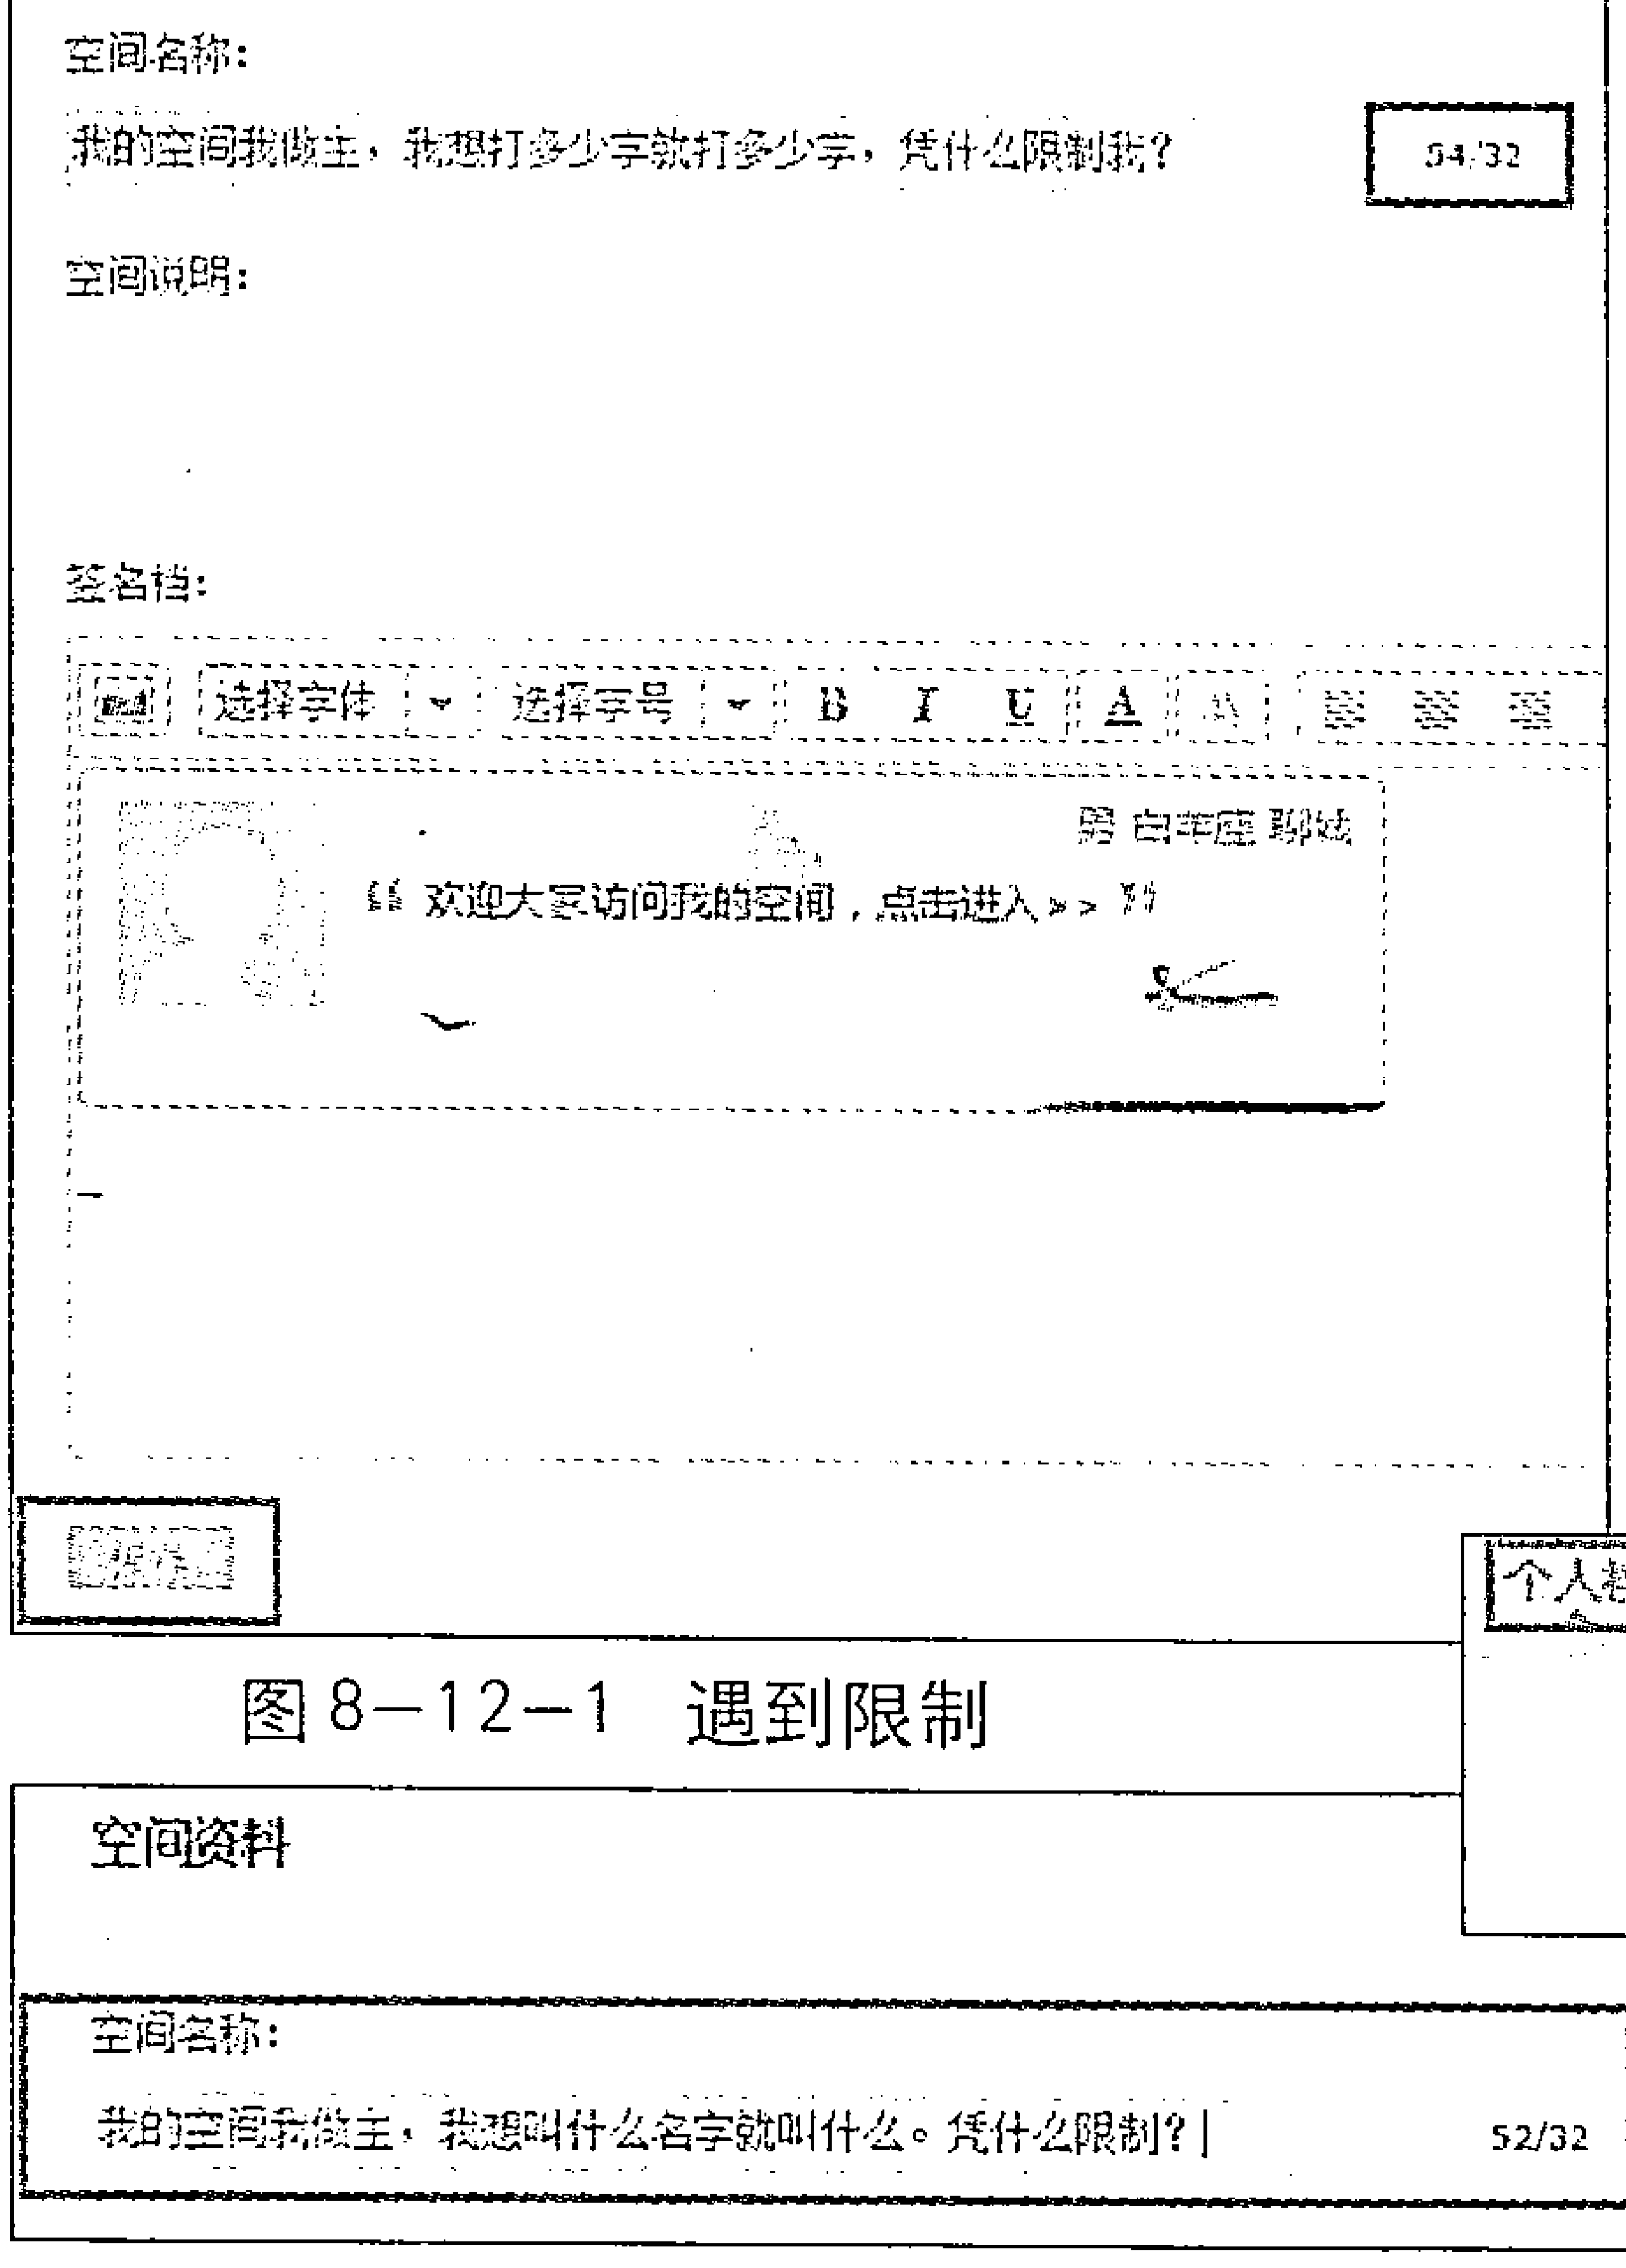 空间名称:
我的空间我做主，我想打多少字就打多少字，凭什么限制我?
54/32
空间说明:
签名档:
选择字体 选择字号 B I U A A
男 白羊座
“ 欢迎大家访问我的空间，点击进入>> ”
个人
图8-12-1 遇到限制
空间资料
空间名称:
我的空间我做主，我想叫什么名字就叫什么。凭什么限制?
52/32